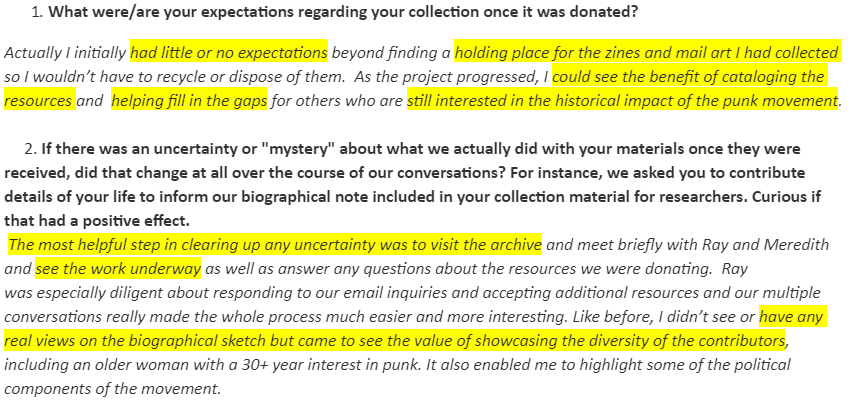 1. What were/are your expectations regarding your collection once it was donated?
Actually I initially had little or no expectations beyond finding a holding place for the zines and mail art I had collected
so I wouldn't have to recycle or dispose of them.  As the project progressed, I could see the benefit of cataloging the
resources and  helping fill in the gaps for others who are still interested in the historical impact of the punk movement.
2. If there was an uncertainty or "mystery" about what we actually did with your materials once they were
received, did that change at all over the course of our conversations? For instance, we asked you to contribute
details of your life to inform our biographical note included in your collection material for researchers. Curious if
that had a positive effect.
The most helpful step in clearing up any uncertainty was to visit the archive and meet briefly with Ray and Meredith
and see the work underway as well as answer any questions about the resources we were donating.  Ray
was especially diligent about responding to our email inquiries and accepting additional resources and our multiple
conversations really made the whole process much easier and more interesting. Like before, I didn't see or have any
real views on the biographical sketch but came to see the value of showcasing the diversity of the contributors,
including an older woman with a 30+ year interest in punk. It also enabled me to highlight some of the political
components of the movement.